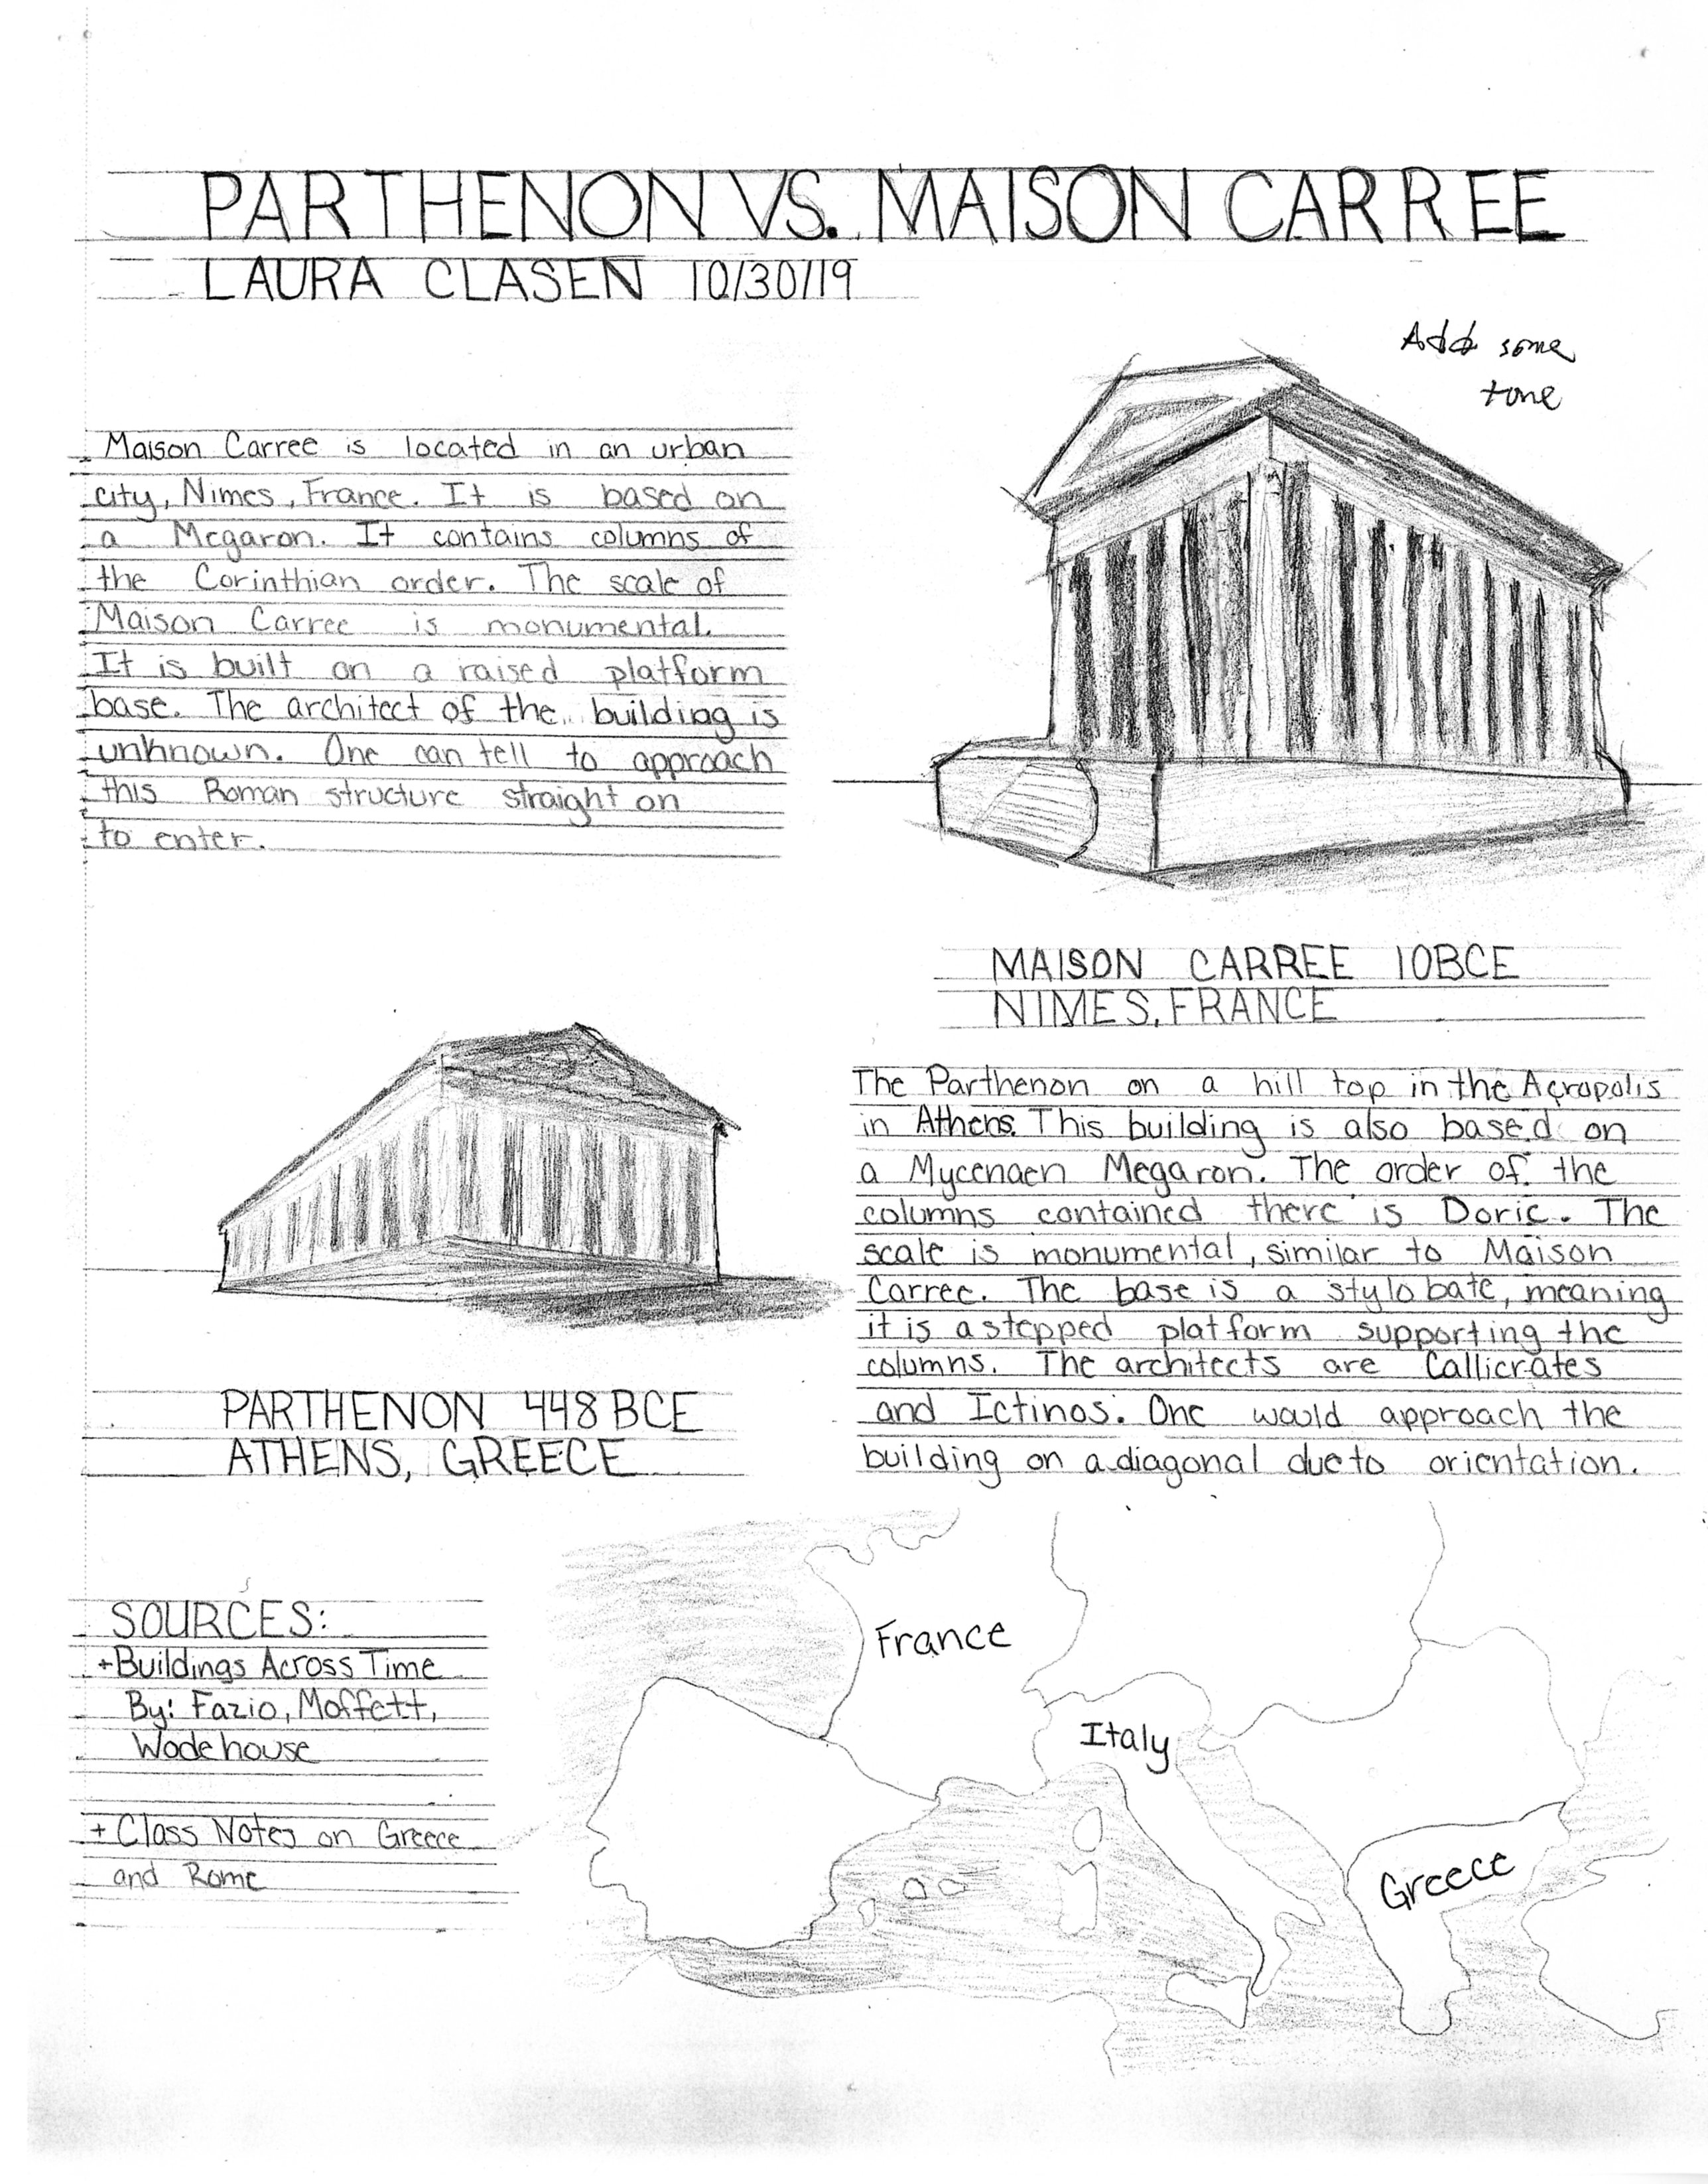 PARTHENON VS. MAISON CARREE
LAURA CLASEN 10/30/19
Add some
tone
Maison Carree is located in an urban
city, Nimes, France. It is based on
a Megaron. It contains columns of
the Corinthian order. The scale of
Maison Carree is monumental.
It is built on a raised platform
base. The architect of the building is
unknown. One can tell to approach
this Roman structure straight on
to enter.
MAISON CARREE 10BCE
NIMES, FRANCE
The Parthenon on a hill top in the Acropolis
in Athens. This building is also based on
a Mycenaen Megaron. The order of the
columns contained there is Doric. The
scale is monumental, similar to Maison
Carree. The base is a stylobate, meaning
it is a stepped platform supporting the
columns. The architects are Callicrates
and Ictinos. One would approach the
building on a diagonal due to orientation.
PARTHENON 448 BCE
ATHENS, GREECE
SOURCES:
+Buildings Across Time
By: Fazio, Moffett,
Wodehouse
+ Class Notes on Greece
and Rome
France
Italy
Greece